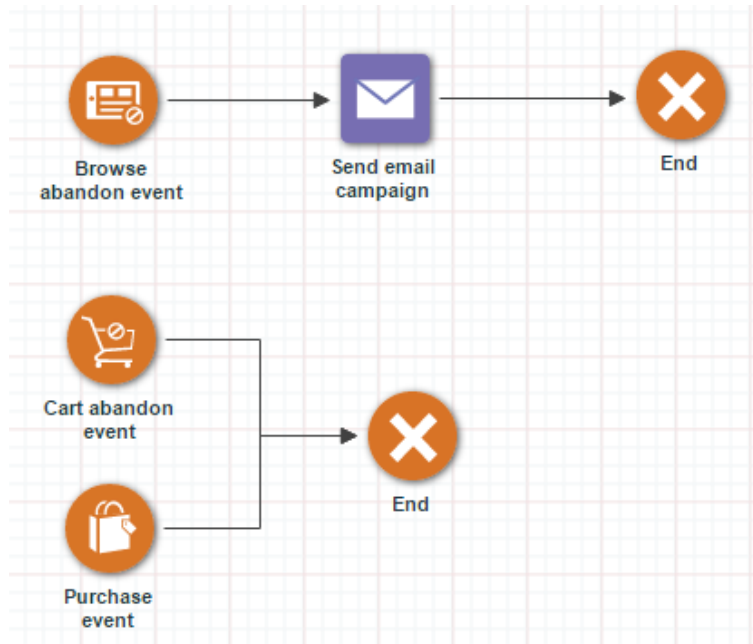 Browse
abandon event
Send email
campaign
End
Cart abandon
event
End
Purchase
event